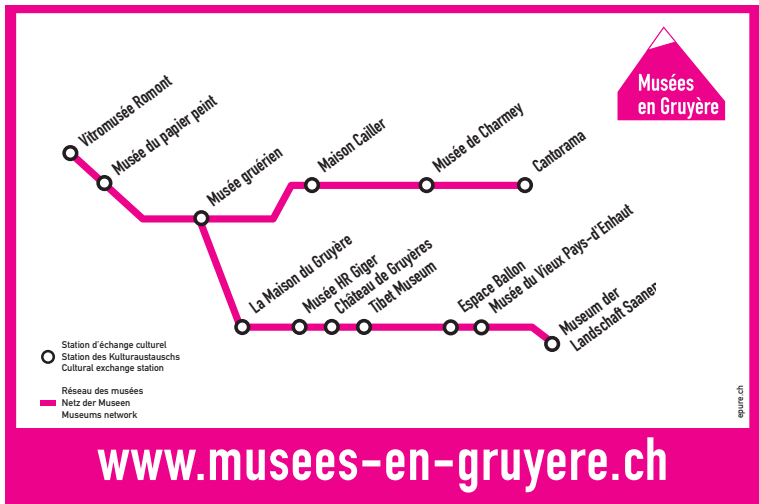 Musées
en Gruyère
Vitromusée Romont
Musée du papier peint
Musée gruérien
Maison Cailler
Musée de Charmey
Cantorama
La Maison du Gruyère
Musée HR Giger
Château de Gruyères
Tibet Museum
Espace Ballon
Musée du Vieux Pays-d'Enhaut
Museum der
Landschaft Saanen
Station d'échange culturel
Station des Kulturaustauschs
Cultural exchange station
Réseau des musées
Netz der Museen
Museums network
epure.ch
www.musees-en-gruyere.ch